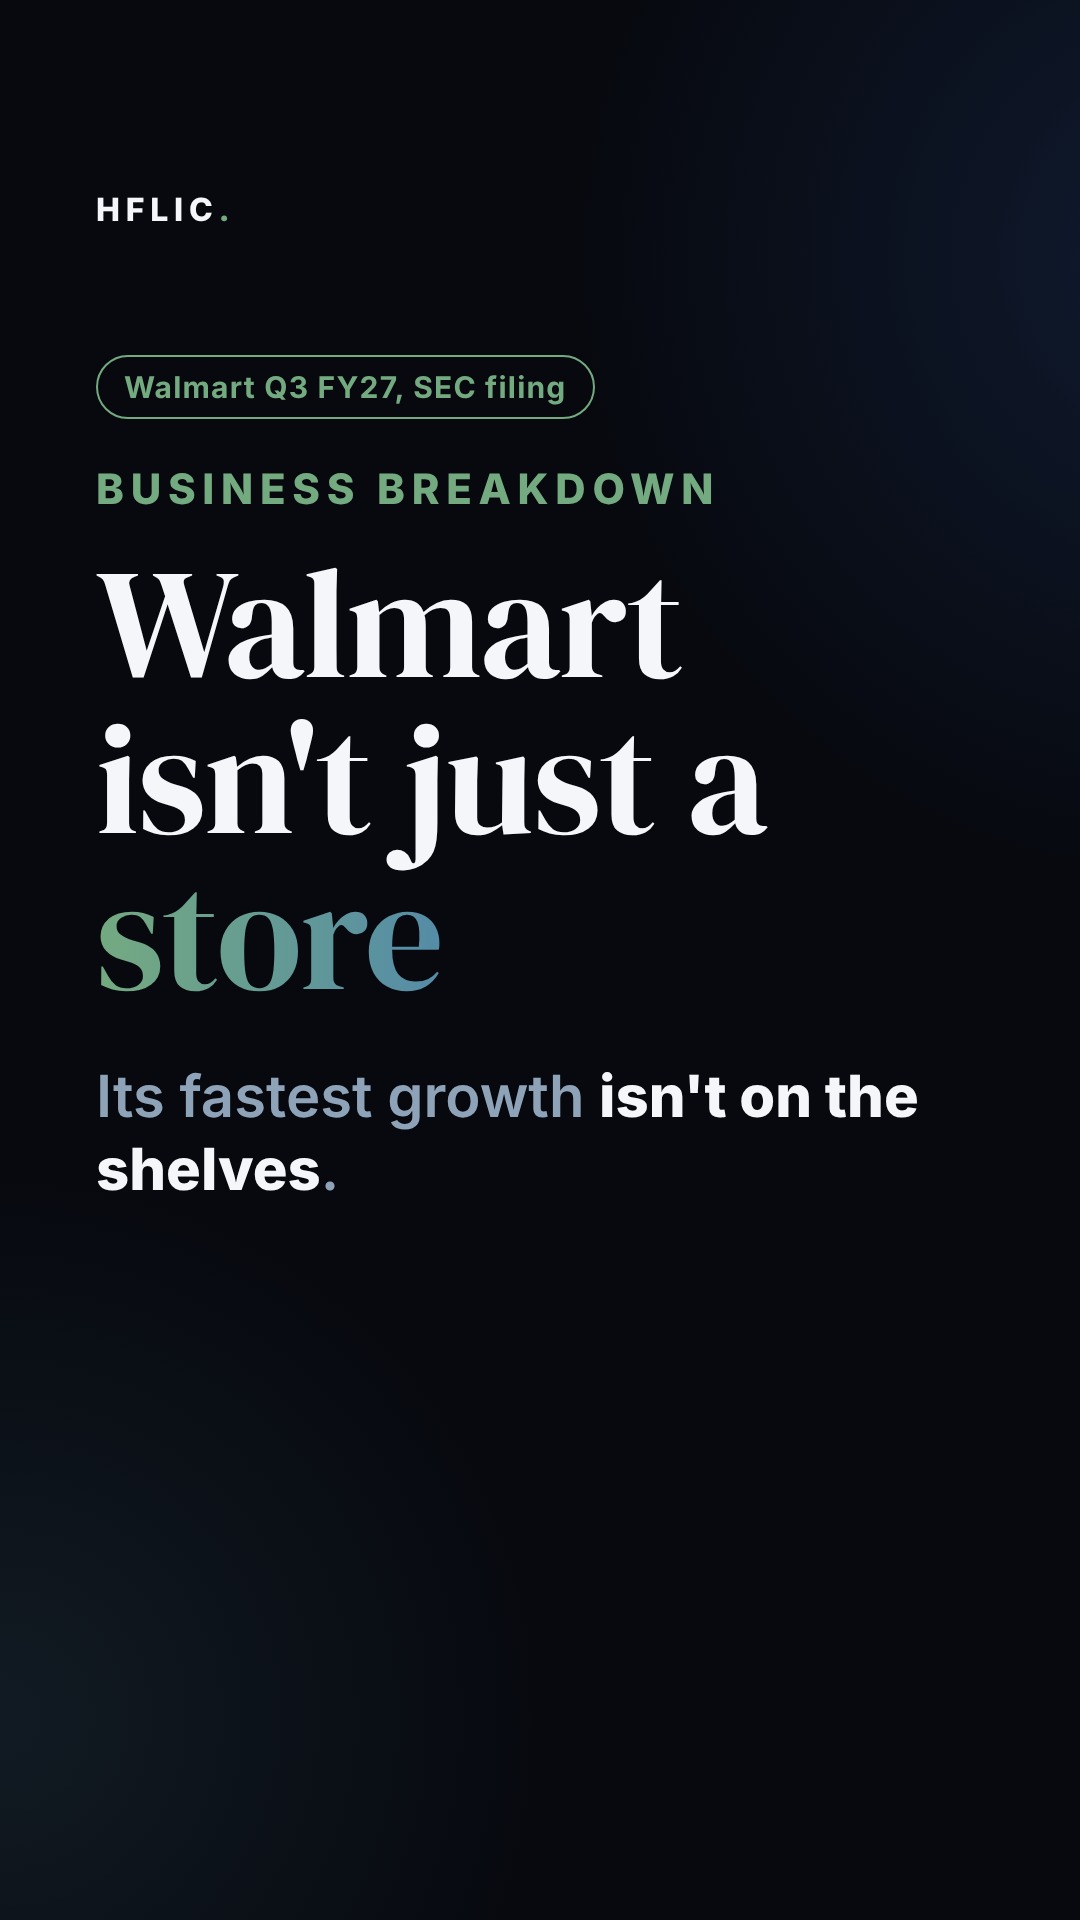 HFLIC.
Walmart Q3 FY27, SEC filing
BUSINESS BREAKDOWN
Walmart
isn't just a
store
Its fastest growth isn't on the
shelves.